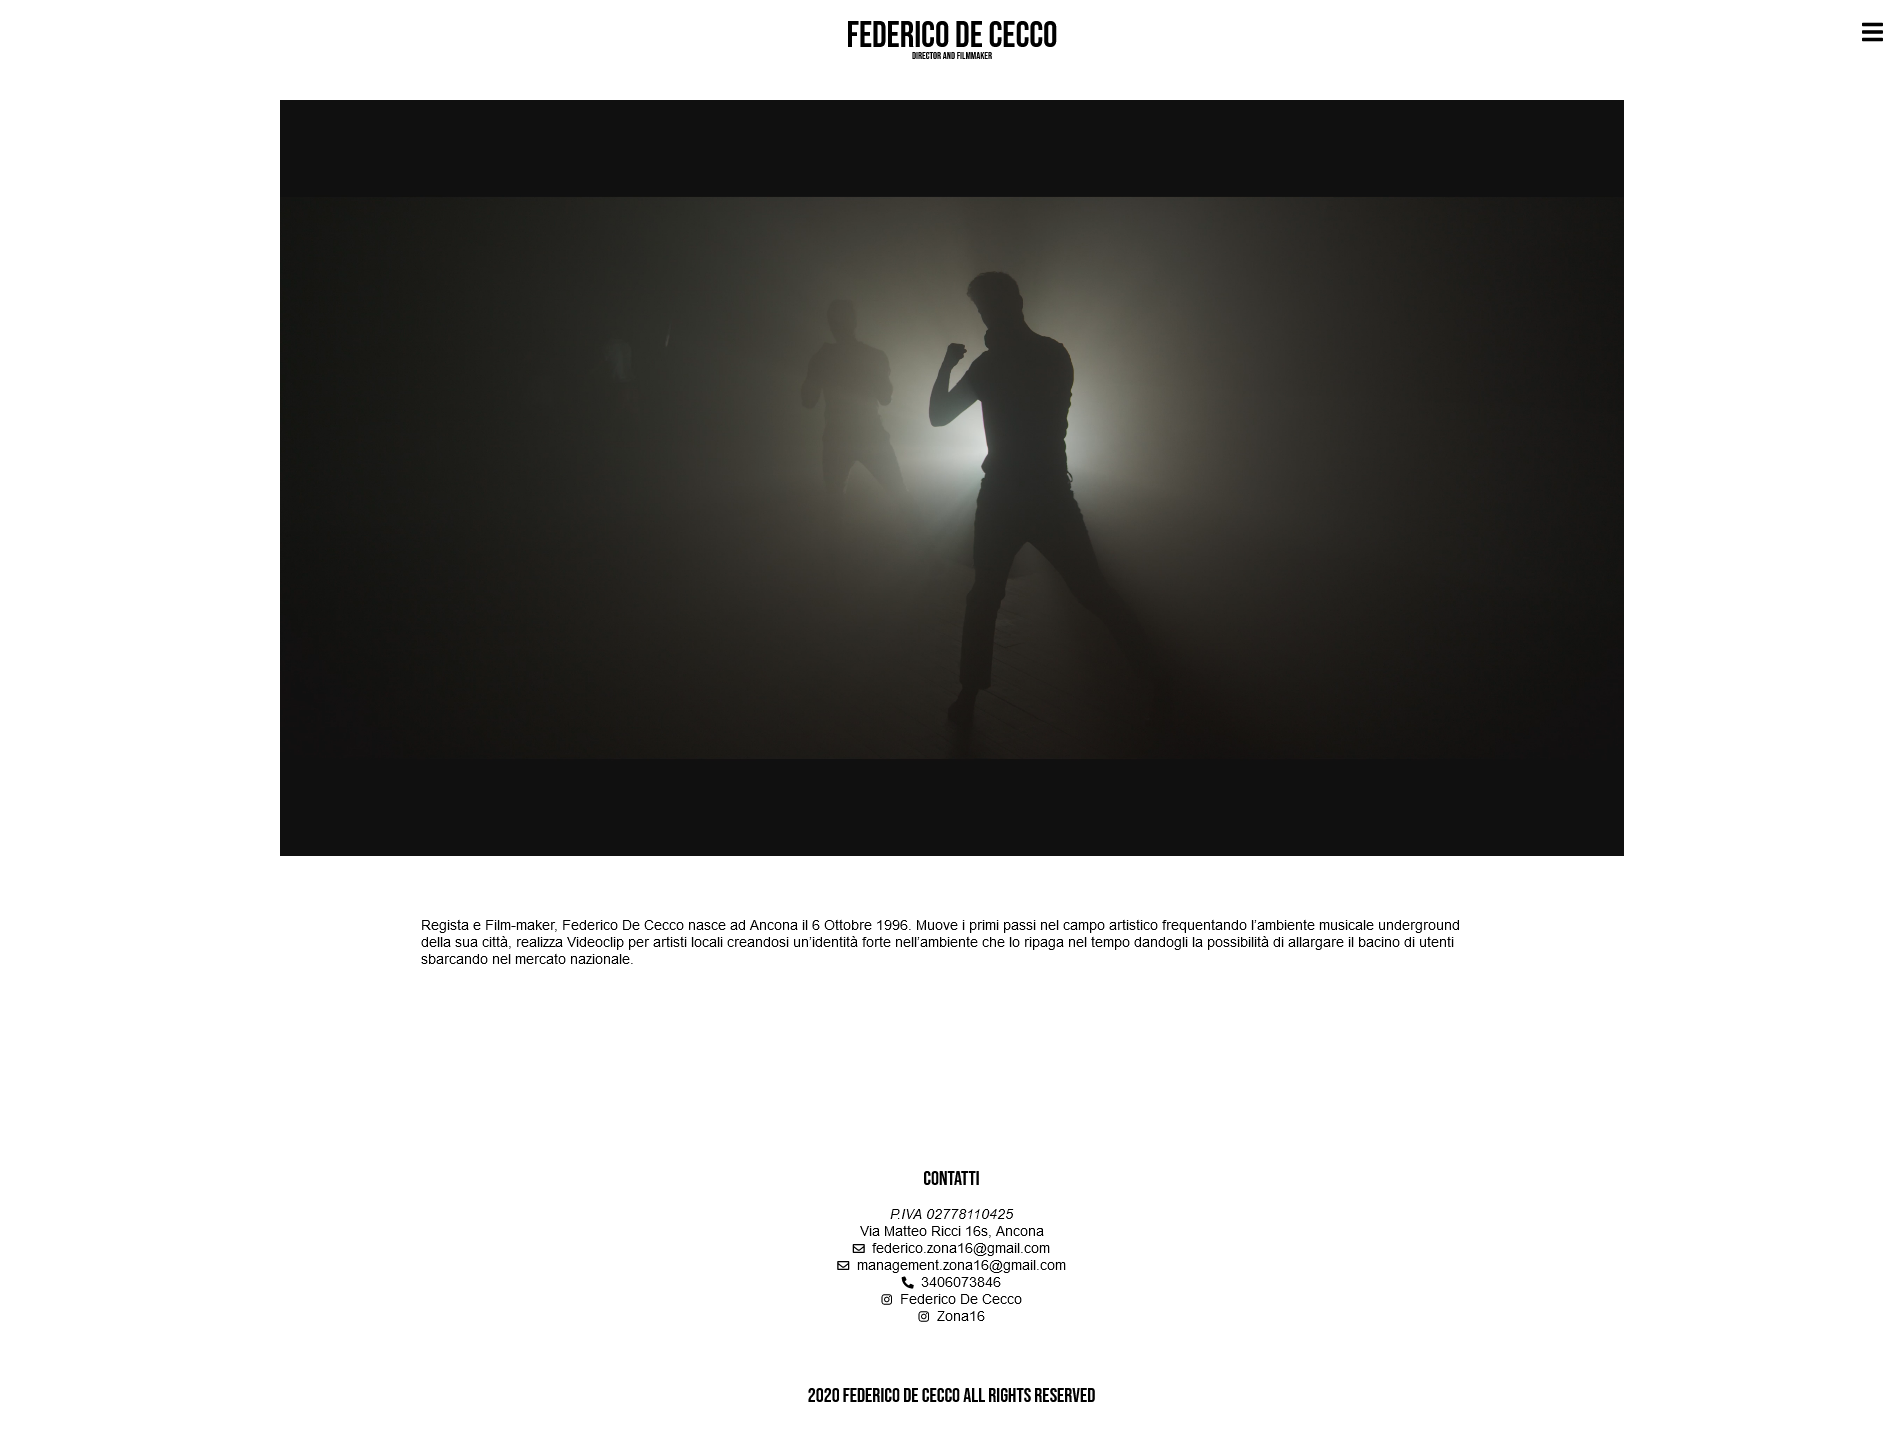 FEDERICO DE CECCO
DIRECTOR AND FILMMAKER
Regista e Film-maker, Federico De Cecco nasce ad Ancona il 6 Ottobre 1996. Muove i primi passi nel campo artistico frequentando l’ambiente musicale underground
della sua città, realizza Videoclip per artisti locali creandosi un’identità forte nell’ambiente che lo ripaga nel tempo dandogli la possibilità di allargare il bacino di utenti
sbarcando nel mercato nazionale.
CONTATTI
P.IVA 02778110425
Via Matteo Ricci 16s, Ancona
federico.zona16@gmail.com
management.zona16@gmail.com
3406073846
Federico De Cecco
Zona16
2020 FEDERICO DE CECCO ALL RIGHTS RESERVED